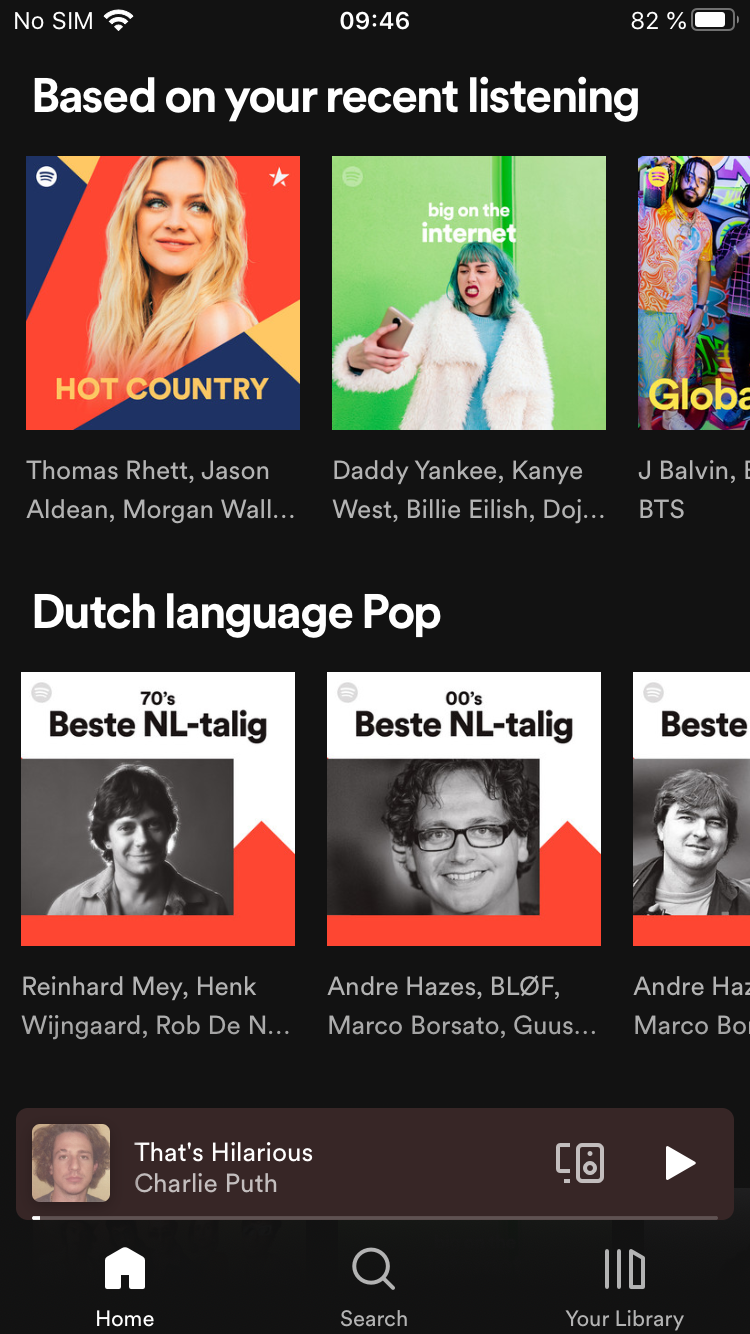 No SIM 09:46 82 %
Based on your recent listening
HOT COUNTRY
big on the
internet
Globa
Thomas Rhett, Jason
Aldean, Morgan Wall...
Daddy Yankee, Kanye
West, Billie Eilish, Doj...
J Balvin,
BTS
Dutch language Pop
70's
Beste NL-talig
00's
Beste NL-talig
Beste
Reinhard Mey, Henk
Wijngaard, Rob De N...
Andre Hazes, BLØF,
Marco Borsato, Guus...
Andre Haz
Marco Bo
That's Hilarious
Charlie Puth
Home
Search
Your Library